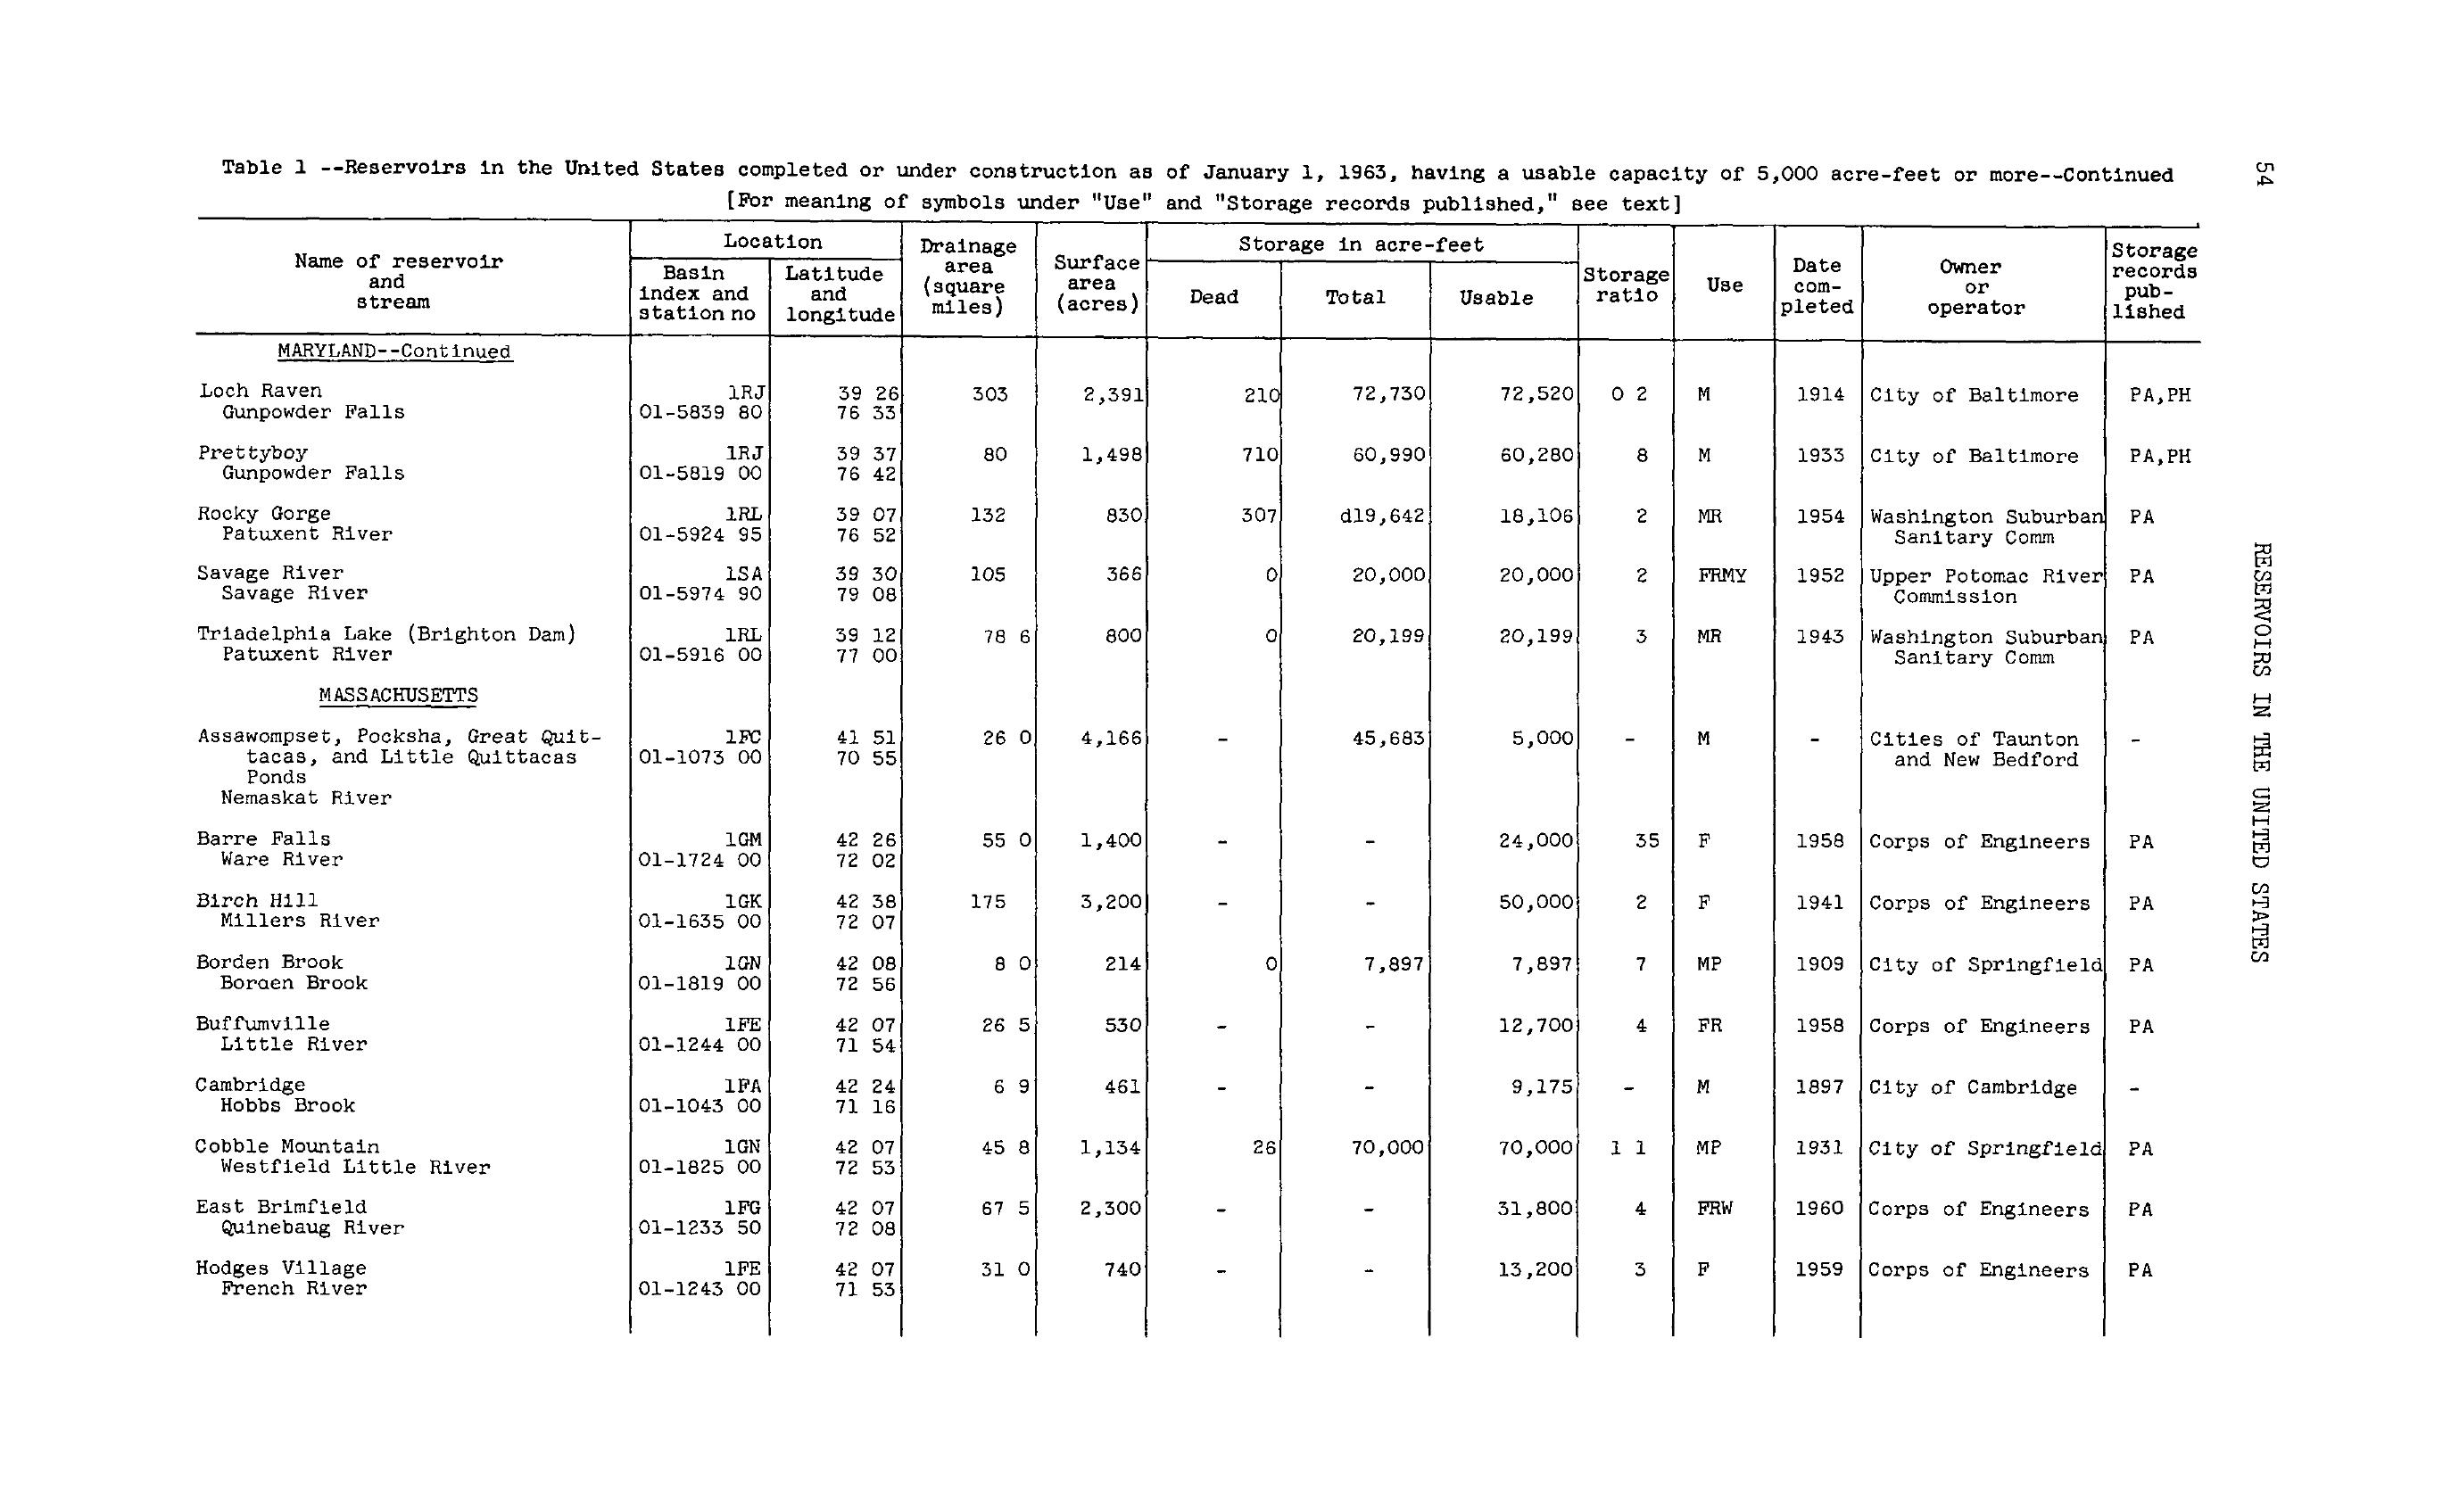 54
RESERVOIRS IN THE UNITED STATES
Table 1 --Reservoirs in the United States completed or under construction as of January 1, 1963, having a usable capacity of 5,000 acre-feet or more--Continued
[For meaning of symbols under "Use" and "Storage records published," see text]
Name of reservoir and stream | Location | Drainage area (square miles) | Surface area (acres) | Storage in acre-feet | Storage ratio | Use | Date com- pleted | Owner or operator | Storage records pub- lished
Basin index and station no | Latitude and longitude | Dead | Total | Usable
MARYLAND--Continued
Loch Raven 1RJ 39 26 303 2,391 210 72,730 72,520 0 2 M 1914 City of Baltimore PA,PH
Gunpowder Falls 01-5839 80 76 33
Prettyboy 1RJ 39 37 80 1,498 710 60,990 60,280 8 M 1933 City of Baltimore PA,PH
Gunpowder Falls 01-5819 00 76 42
Rocky Gorge 1RL 39 07 132 830 307 d19,642 18,106 2 MR 1954 Washington Suburban PA
Patuxent River 01-5924 95 76 52 Sanitary Comm
Savage River 1SA 39 30 105 366 0 20,000 20,000 2 FRMY 1952 Upper Potomac River PA
Savage River 01-5974 90 79 08 Commission
Triadelphia Lake (Brighton Dam) 1RL 39 12 78 6 800 0 20,199 20,199 3 MR 1943 Washington Suburban PA
Patuxent River 01-5916 00 77 00 Sanitary Comm
MASSACHUSETTS
Assawompset, Pocksha, Great Quit- 1FC 41 51 26 0 4,166 - 45,683 5,000 - M - Cities of Taunton -
tacas, and Little Quittacas 01-1073 00 70 55 and New Bedford
Ponds
Nemaskat River
Barre Falls 1GM 42 26 55 0 1,400 - - 24,000 35 F 1958 Corps of Engineers PA
Ware River 01-1724 00 72 02
Birch Hill 1GK 42 38 175 3,200 - - 50,000 2 F 1941 Corps of Engineers PA
Millers River 01-1635 00 72 07
Borden Brook 1GN 42 08 8 0 214 0 7,897 7,897 7 MP 1909 City of Springfield PA
Borden Brook 01-1819 00 72 56
Buffumville 1FE 42 07 26 5 530 - - 12,700 4 FR 1958 Corps of Engineers PA
Little River 01-1244 00 71 54
Cambridge 1FA 42 24 6 9 461 - - 9,175 - M 1897 City of Cambridge -
Hobbs Brook 01-1043 00 71 16
Cobble Mountain 1GN 42 07 45 8 1,134 26 70,000 70,000 1 1 MP 1931 City of Springfield PA
Westfield Little River 01-1825 00 72 53
East Brimfield 1FG 42 07 67 5 2,300 - - 31,800 4 FRW 1960 Corps of Engineers PA
Quinebaug River 01-1233 50 72 08
Hodges Village 1FE 42 07 31 0 740 - - 13,200 3 F 1959 Corps of Engineers PA
French River 01-1243 00 71 53